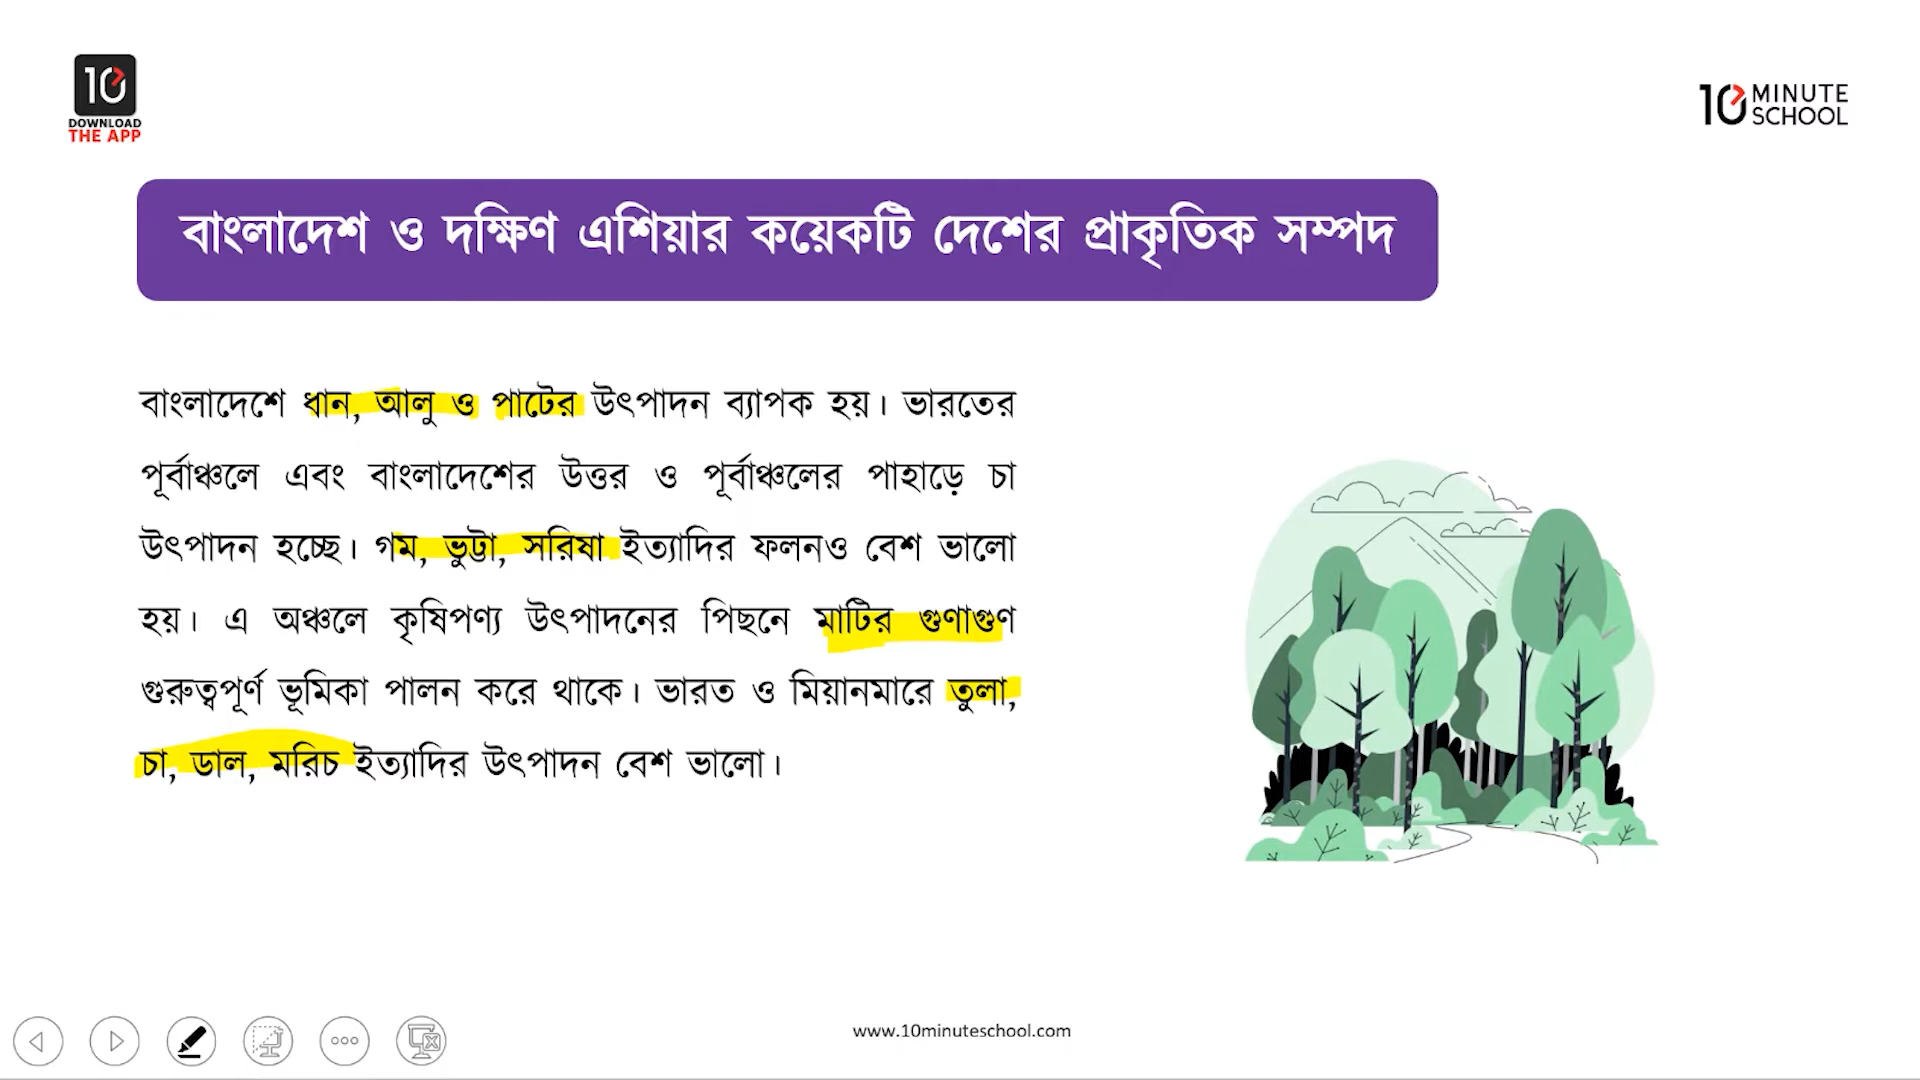 10
DOWNLOAD
THE APP
10 MINUTE
SCHOOL
বাংলাদেশ ও দক্ষিণ এশিয়ার কয়েকটি দেশের প্রাকৃতিক সম্পদ
বাংলাদেশে ধান, আলু ও পাটের উৎপাদন ব্যাপক হয়। ভারতের
পূর্বাঞ্চলে এবং বাংলাদেশের উত্তর ও পূর্বাঞ্চলের পাহাড়ে চা
উৎপাদন হচ্ছে। গম, ভুট্টা, সরিষা ইত্যাদির ফলনও বেশ ভালো
হয়। এ অঞ্চলে কৃষিপণ্য উৎপাদনের পিছনে মাটির গুণাগুণ
গুরুত্বপূর্ণ ভূমিকা পালন করে থাকে। ভারত ও মিয়ানমারে তুলা,
চা, ডাল, মরিচ ইত্যাদির উৎপাদন বেশ ভালো।
www.10minuteschool.com